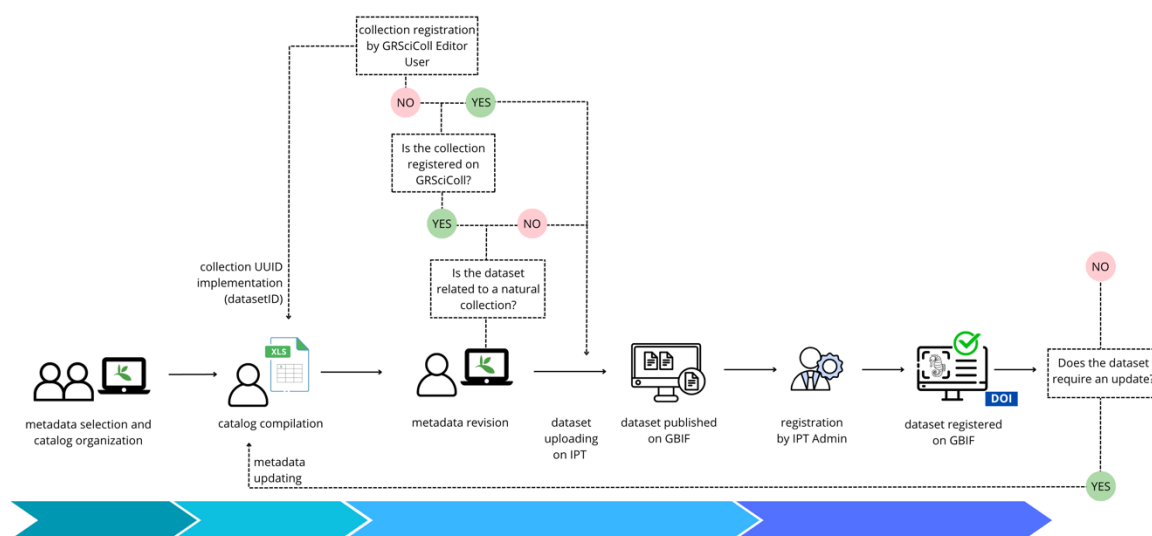 collection registration
by GRSciColl Editor
User
NO
YES
Is the collection
registered on
GRSciColl?
YES
NO
collection UUID
implementation
(datasetID)
Is the dataset
related to a natural
collection?
NO
XLS
Does the dataset
require an update?
DOI
metadata selection and
catalog organization
catalog compilation
metadata revision
dataset
uploading
on IPT
dataset published
on GBIF
registration
by IPT Admin
dataset registered
on GBIF
metadata
updating
YES